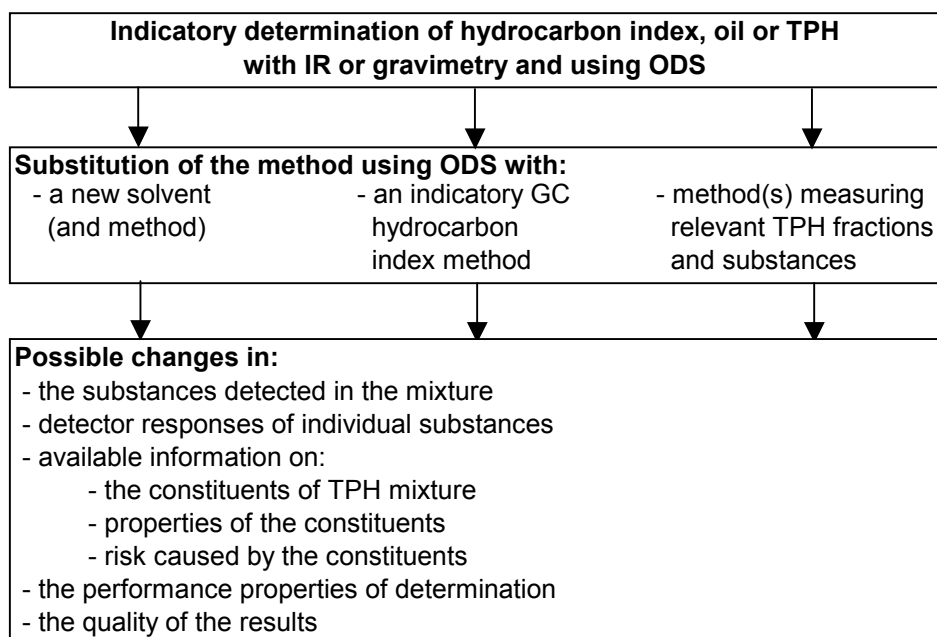 Indicatory determination of hydrocarbon index, oil or TPH
with IR or gravimetry and using ODS
Substitution of the method using ODS with:
- a new solvent
(and method)
- an indicatory GC
hydrocarbon
index method
- method(s) measuring
relevant TPH fractions
and substances
Possible changes in:
- the substances detected in the mixture
- detector responses of individual substances
- available information on:
- the constituents of TPH mixture
- properties of the constituents
- risk caused by the constituents
- the performance properties of determination
- the quality of the results